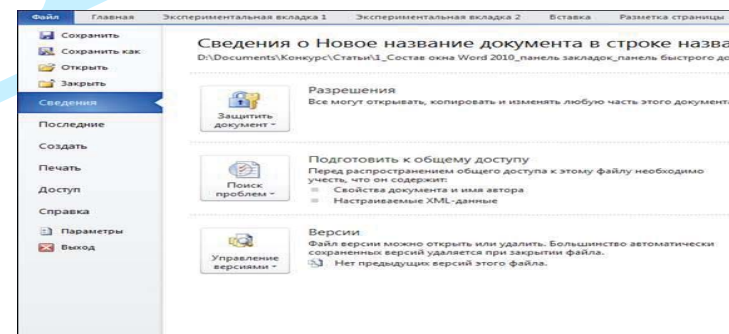 Файл Главная Экспериментальная вкладка 1 Экспериментальная вкладка 2 Вставка Разметка страницы
Сохранить
Сохранить как
Открыть
Закрыть
Сведения
Последние
Создать
Печать
Доступ
Справка
Параметры
Выход
Сведения о Новое название документа в строке назва
D:\Documents\Конкурс\Статьи\1_Состав окна Word 2010_панель закладок_панель быстрого до
Защитить
документ
Разрешения
Все могут открывать, копировать и изменять любую часть этого документ
Поиск
проблем
Подготовить к общему доступу
Перед распространением общего доступа к этому файлу необходимо
учесть, что он содержит:
Свойства документа и имя автора
Настраиваемые XML-данные
Управление
версиями
Версии
Файл версии можно открыть или удалить. Большинство автоматически
сохраненных версий удаляется при закрытии файла.
Нет предыдущих версий этого файла.